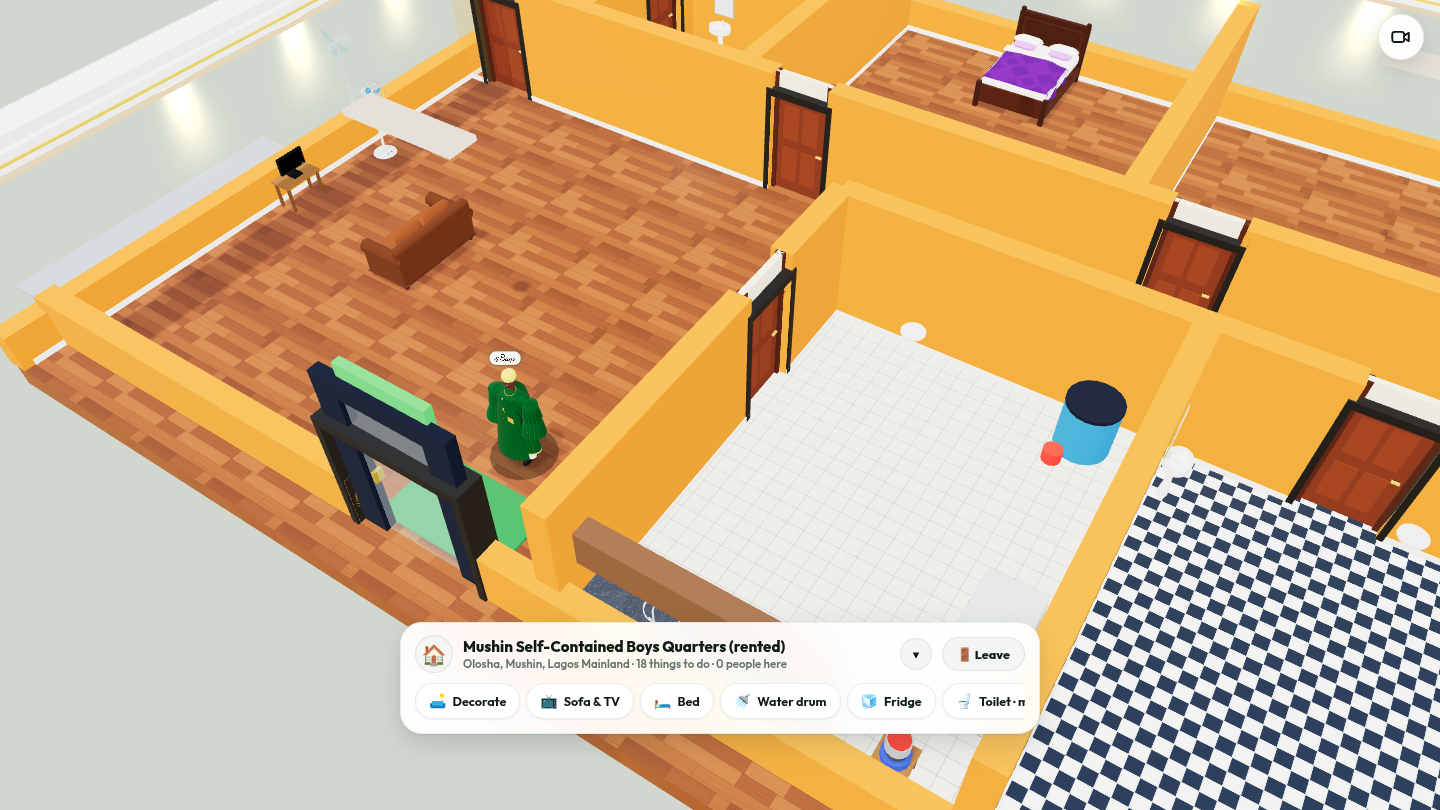 Mushin Self-Contained Boys Quarters (rented)
Olosha, Mushin, Lagos Mainland · 18 things to do · 0 people here
▾
Leave
Decorate
Sofa & TV
Bed
Water drum
Fridge
Toilet ·